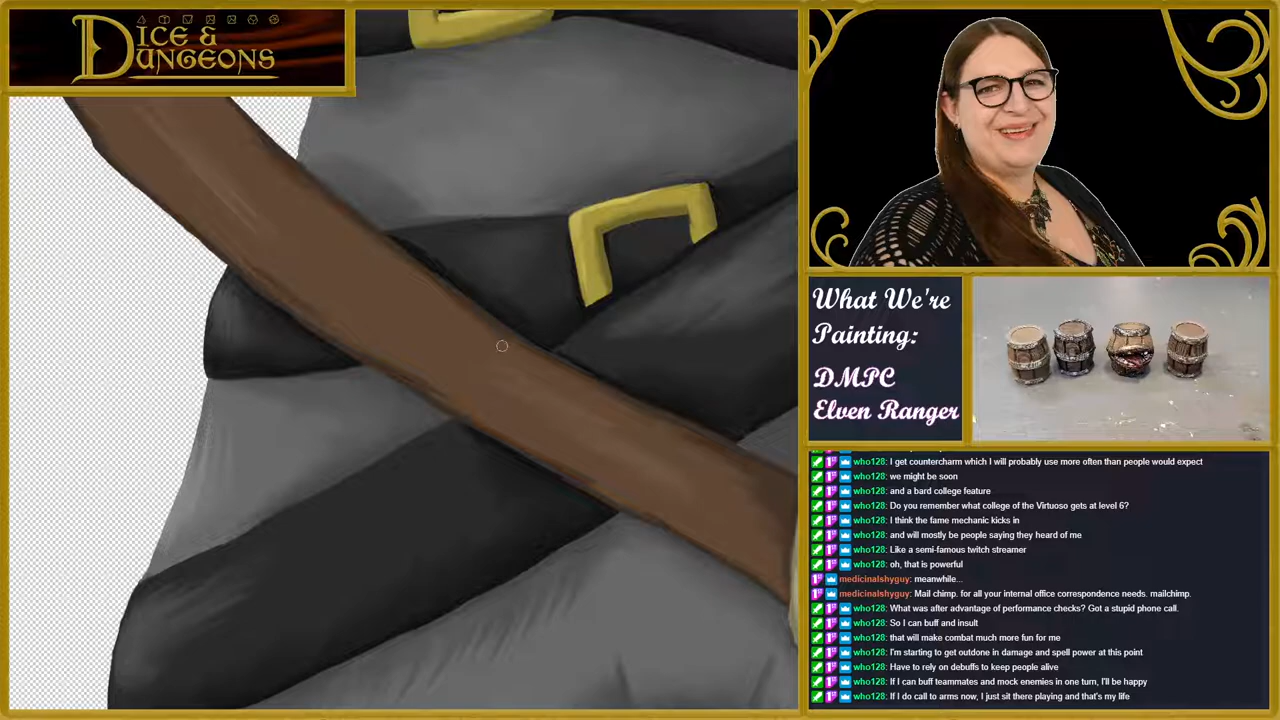 Dice &
Dungeons
What We're
Painting:
DMPC
Elven Ranger
who128: I get countercharm which I will probably use more often than people would expect
who128: we might be soon
who128: and a bard college feature
who128: Do you remember what college of the Virtuoso gets at level 6?
who128: I think the fame mechanic kicks in
who128: and will mostly be people saying they heard of me
who128: Like a semi-famous twitch streamer
who128: oh, that is powerful
medicinalshyguy: meanwhile...
medicinalshyguy: Mail chimp. for all your internal office correspondence needs. mailchimp.
who128: What was after advantage of performance checks? Got a stupid phone call.
who128: So I can buff and insult
who128: that will make combat much more fun for me
who128: I'm starting to get outdone in damage and spell power at this point
who128: Have to rely on debuffs to keep people alive
who128: If I can buff teammates and mock enemies in one turn, I'll be happy
who128: If I do call to arms now, I just sit there playing and that's my life